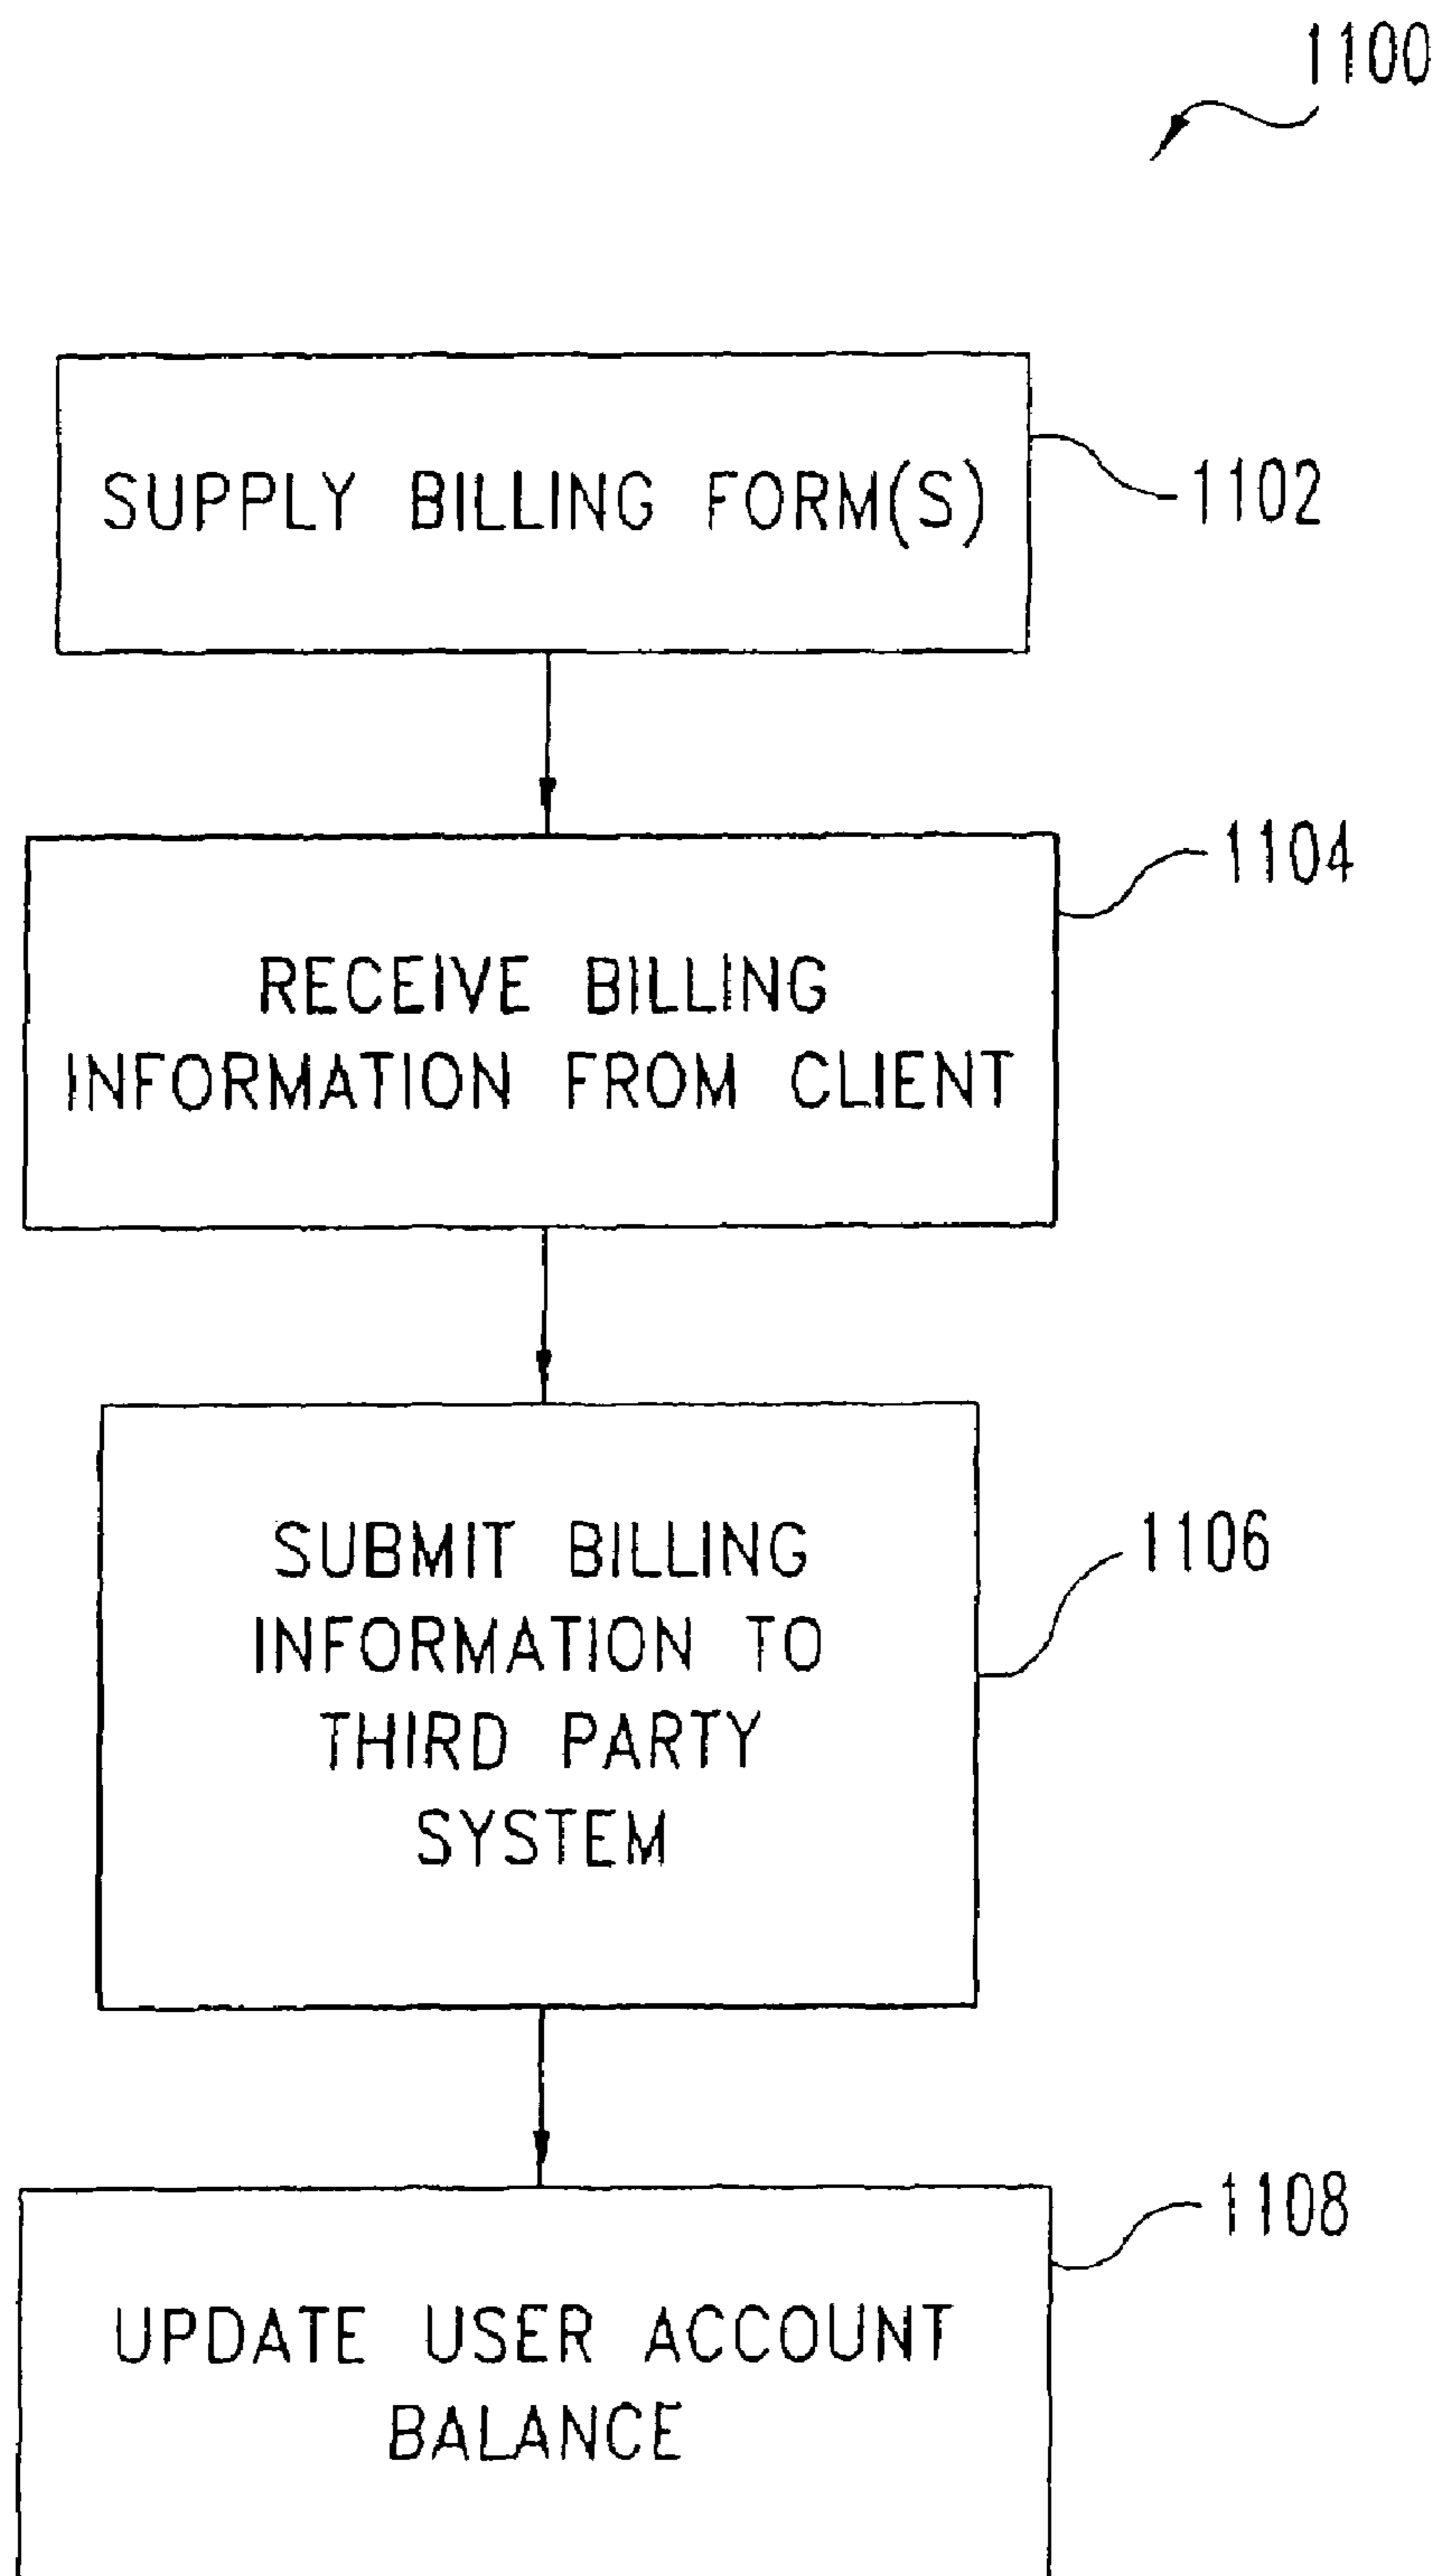 1100
SUPPLY BILLING FORM(S)
1102
1104
RECEIVE BILLING
INFORMATION FROM CLIENT
SUBMIT BILLING
INFORMATION TO
THIRD PARTY
SYSTEM
1106
1108
UPDATE USER ACCOUNT
BALANCE